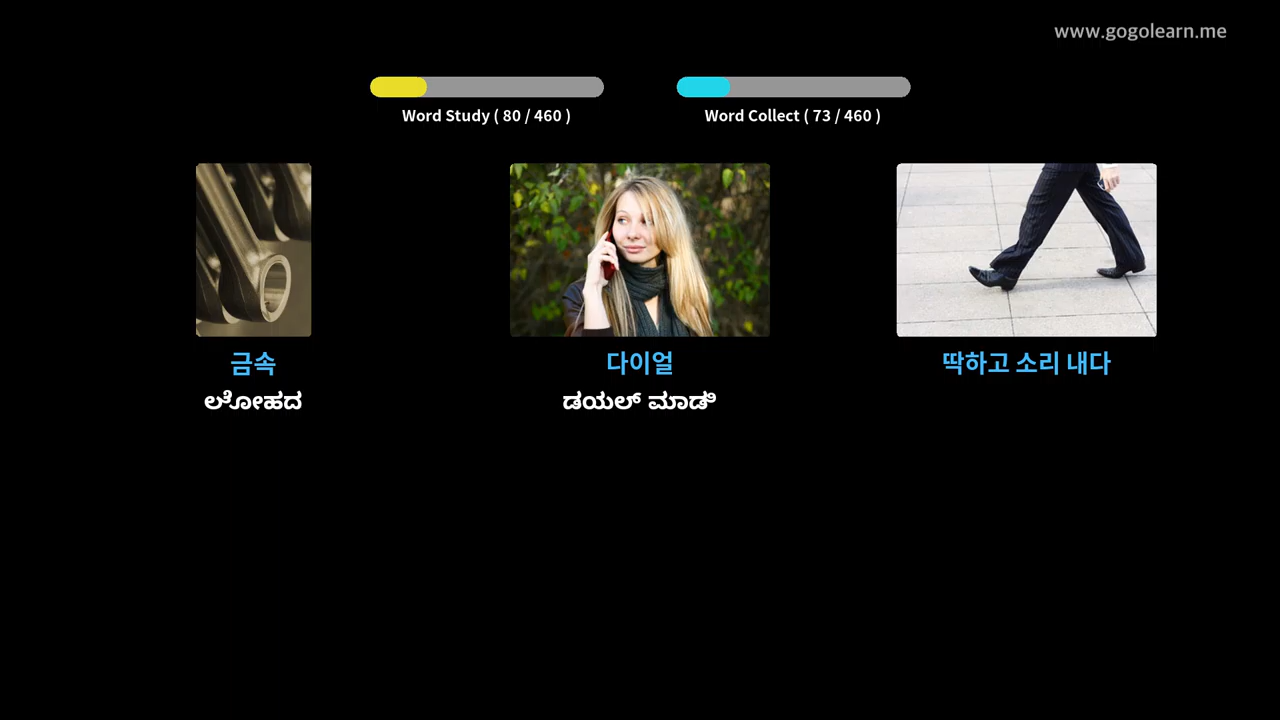 www.gogolearn.me
Word Study ( 80 / 460 )
Word Collect ( 73 / 460 )
금속
다이얼
딱하고 소리 내다
ಲೋಹದ
ಡಯಲ್ ಮಾಡಿ